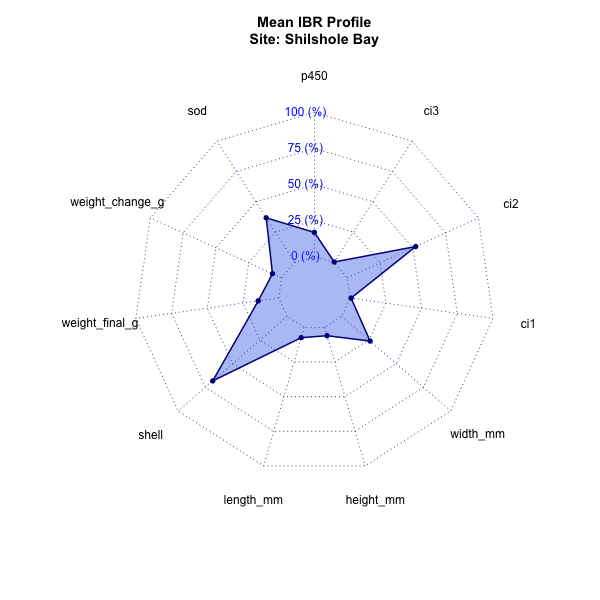 Mean IBR Profile
Site: Shilshole Bay
p450
sod
100 (%)
ci3
75 (%)
50 (%)
weight_change_g
ci2
25 (%)
0 (%)
weight_final_g
ci1
shell
width_mm
length_mm
height_mm